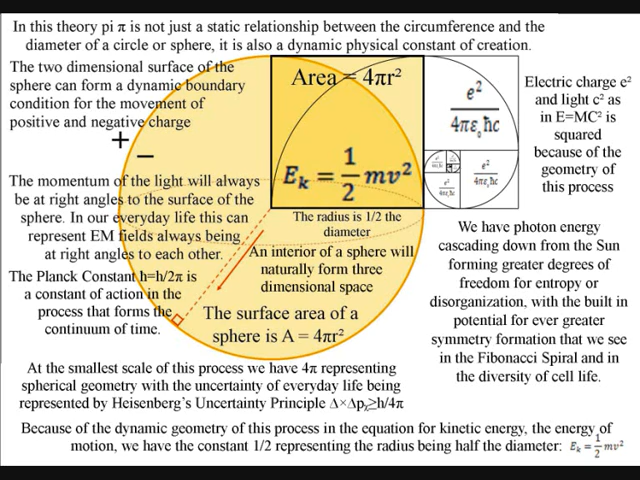 In this theory pi π is not just a static relationship between the circumference and the
diameter of a circle or sphere, it is also a dynamic physical constant of creation.
The two dimensional surface of the
sphere can form a dynamic boundary
condition for the movement of
positive and negative charge
+
−
Area = 4πr²
Eₖ = 1/2 mv²
e²/4πε₀ħc
e²/4πε₀ħc
e²/4πε₀ħc
Electric charge e²
and light c² as
in E=MC² is
squared
because of the
geometry of
this process
The momentum of the light will always
be at right angles to the surface of the
sphere. In our everyday life this can
represent EM fields always being
at right angles to each other.
The radius is 1/2 the
diameter
An interior of a sphere will
naturally form three
dimensional space
The Planck Constant ħ=h/2π is
a constant of action in the
process that forms the
continuum of time.
The surface area of a
sphere is A = 4πr²
We have photon energy
cascading down from the Sun
forming greater degrees of
freedom for entropy or
disorganization, with the built in
potential for ever greater
symmetry formation that we see
in the Fibonacci Spiral and in
the diversity of cell life.
At the smallest scale of this process we have 4π representing
spherical geometry with the uncertainty of everyday life being
represented by Heisenberg's Uncertainty Principle Δ×Δpₓ≥h/4π
Because of the dynamic geometry of this process in the equation for kinetic energy, the energy of
motion, we have the constant 1/2 representing the radius being half the diameter: Eₖ = 1/2 mv²